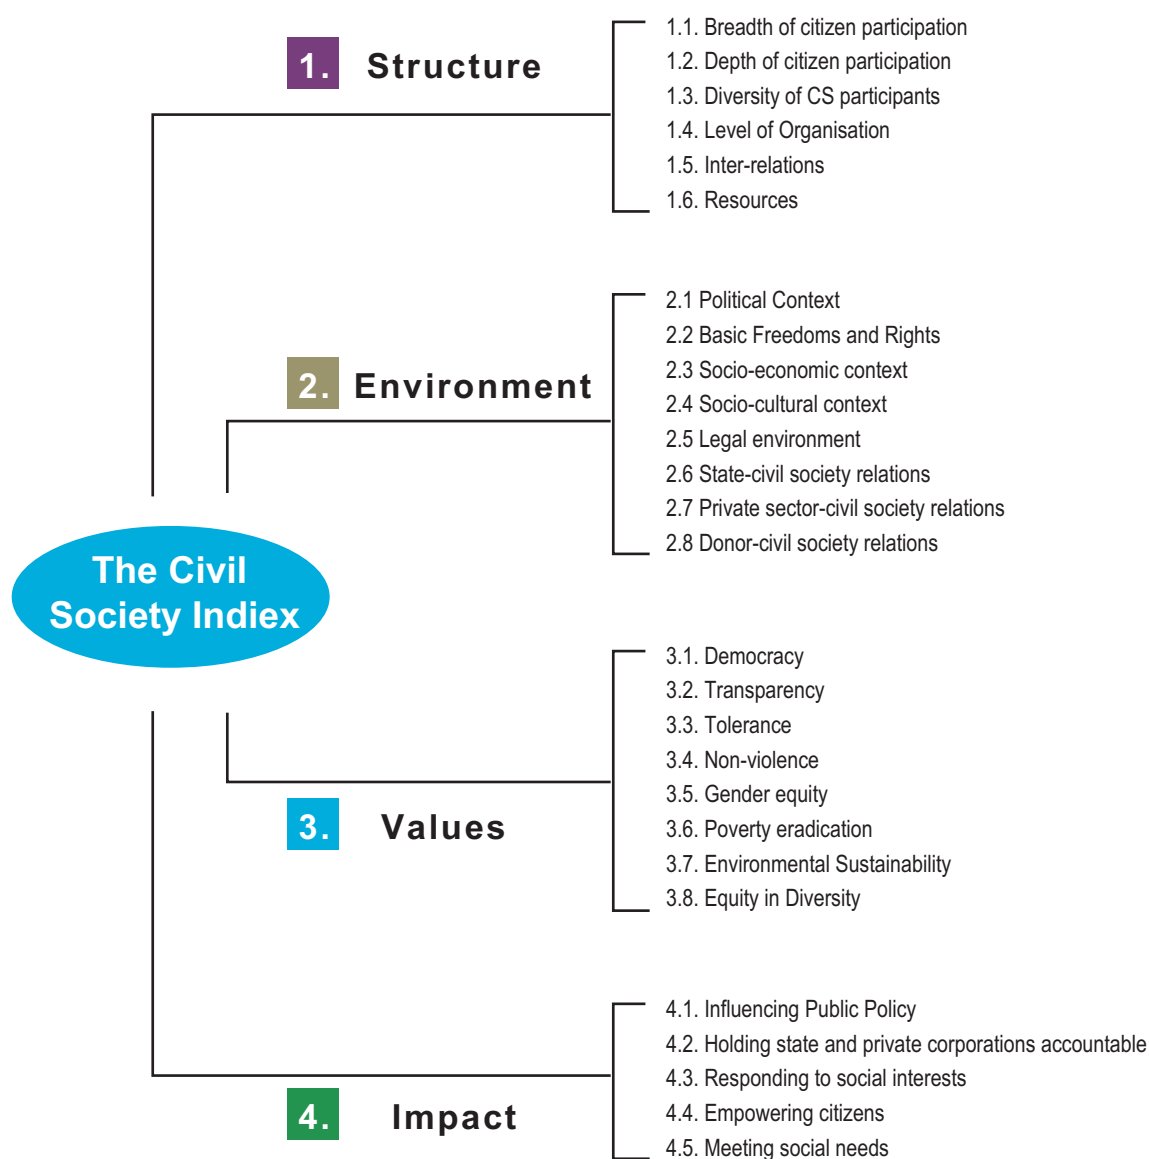 1. Structure
1.1. Breadth of citizen participation
1.2. Depth of citizen participation
1.3. Diversity of CS participants
1.4. Level of Organisation
1.5. Inter-relations
1.6. Resources
2. Environment
2.1 Political Context
2.2 Basic Freedoms and Rights
2.3 Socio-economic context
2.4 Socio-cultural context
2.5 Legal environment
2.6 State-civil society relations
2.7 Private sector-civil society relations
2.8 Donor-civil society relations
The Civil
Society Indiex
3. Values
3.1. Democracy
3.2. Transparency
3.3. Tolerance
3.4. Non-violence
3.5. Gender equity
3.6. Poverty eradication
3.7. Environmental Sustainability
3.8. Equity in Diversity
4. Impact
4.1. Influencing Public Policy
4.2. Holding state and private corporations accountable
4.3. Responding to social interests
4.4. Empowering citizens
4.5. Meeting social needs